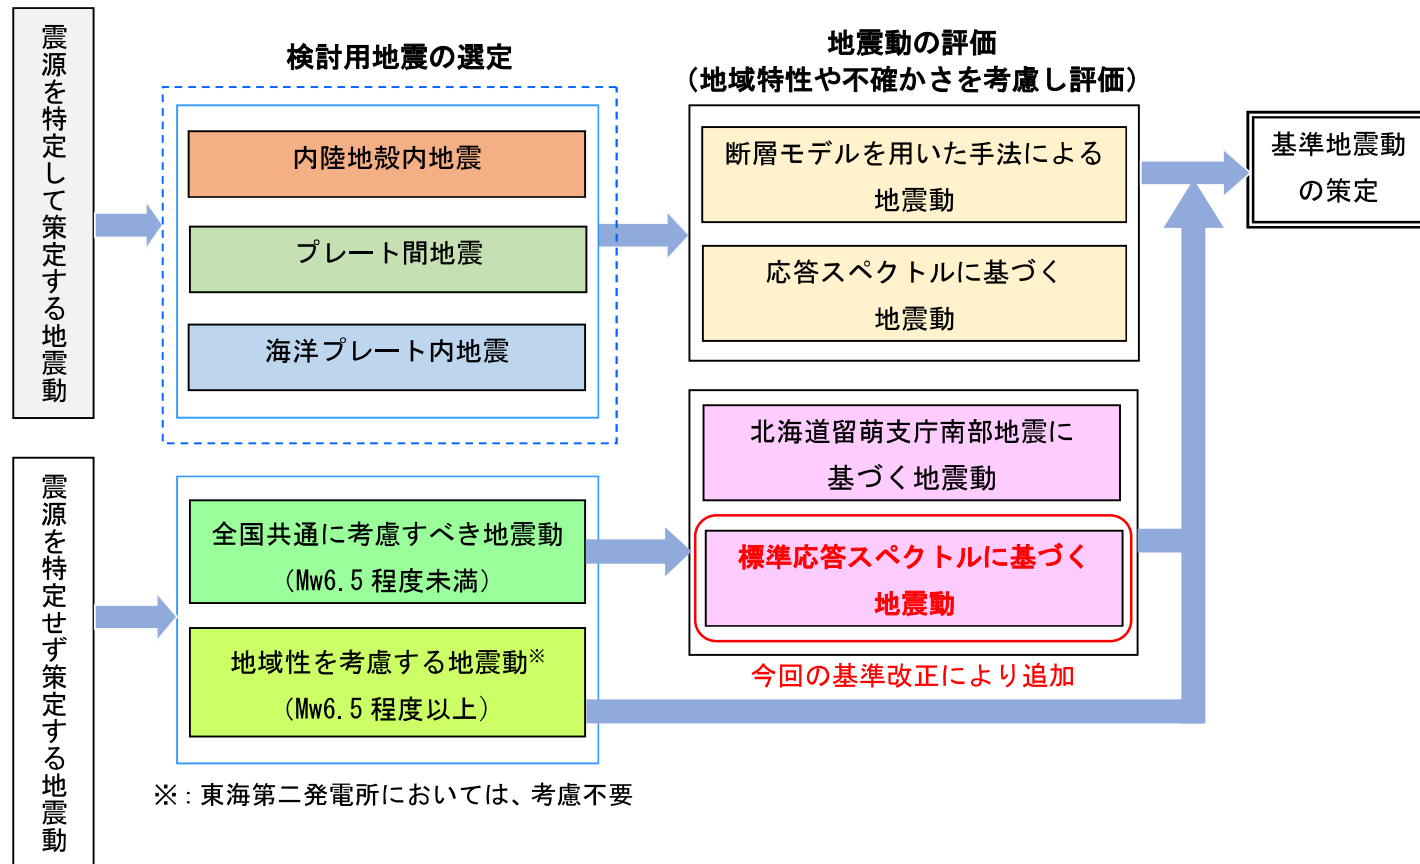 震源を特定して策定する地震動
検討用地震の選定
内陸地殻内地震
プレート間地震
海洋プレート内地震
地震動の評価
（地域特性や不確かさを考慮し評価）
断層モデルを用いた手法による
地震動
応答スペクトルに基づく
地震動
基準地震動
の策定
震源を特定せず策定する地震動
全国共通に考慮すべき地震動
（Mw6.5 程度未満）
地域性を考慮する地震動※
（Mw6.5 程度以上）
北海道留萌支庁南部地震に
基づく地震動
標準応答スペクトルに基づく
地震動
今回の基準改正により追加
※：東海第二発電所においては、考慮不要